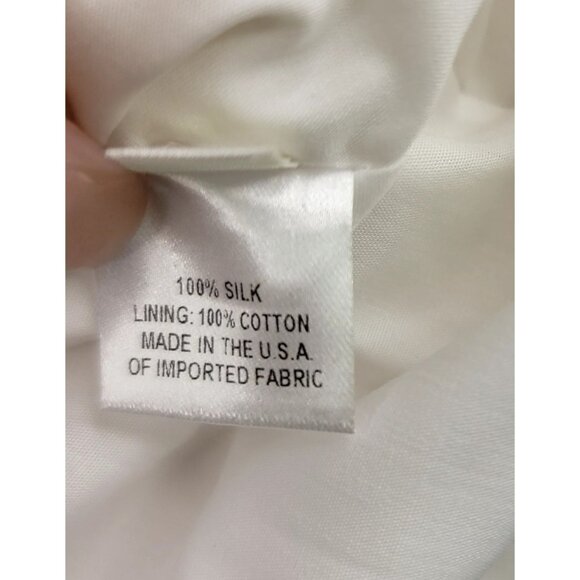 100% SILK
LINING: 100% COTTON
MADE IN THE U.S.A.
OF IMPORTED FABRIC